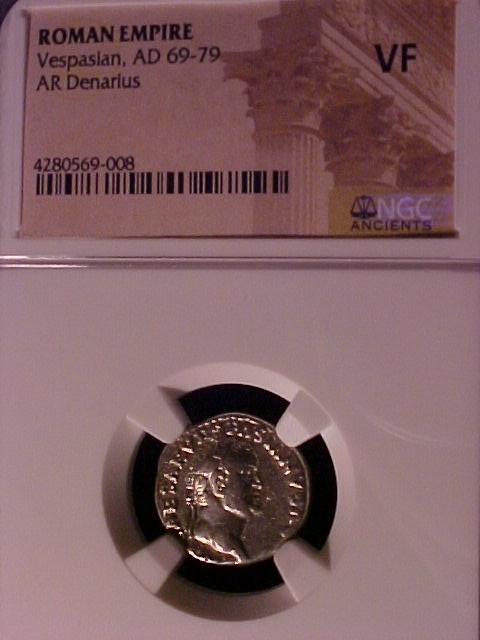 ROMAN EMPIRE
Vespasian, AD 69-79
AR Denarius
VF
4280569-008
NGC
ANCIENTS